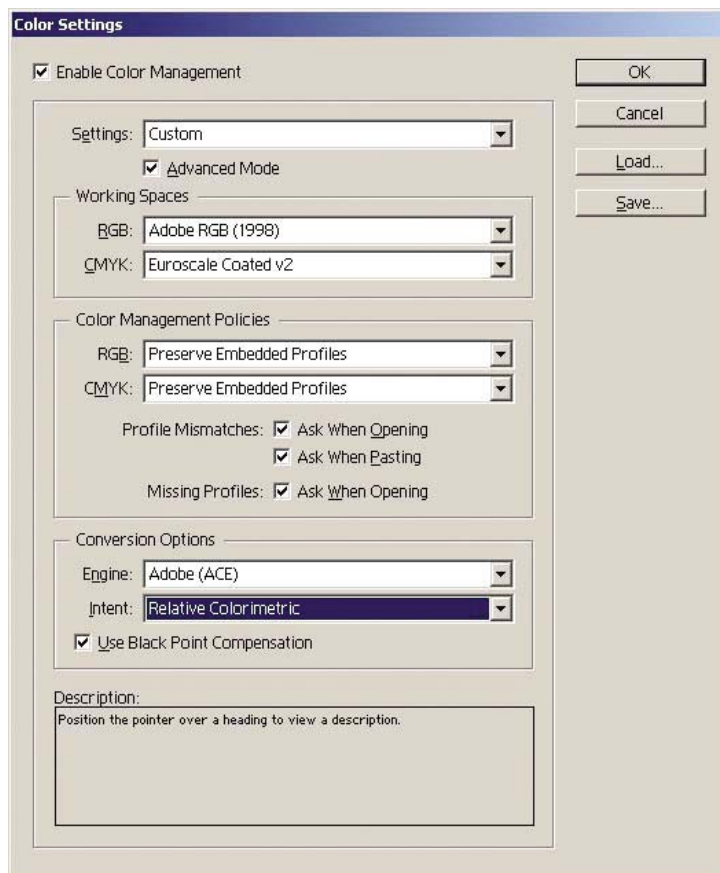 Color Settings
Enable Color Management
OK
Cancel
Load...
Save...
Settings: Custom
Advanced Mode
Working Spaces
RGB: Adobe RGB (1998)
CMYK: Euroscale Coated v2
Color Management Policies
RGB: Preserve Embedded Profiles
CMYK: Preserve Embedded Profiles
Profile Mismatches: Ask When Opening
Ask When Pasting
Missing Profiles: Ask When Opening
Conversion Options
Engine: Adobe (ACE)
Intent: Relative Colorimetric
Use Black Point Compensation
Description:
Position the pointer over a heading to view a description.